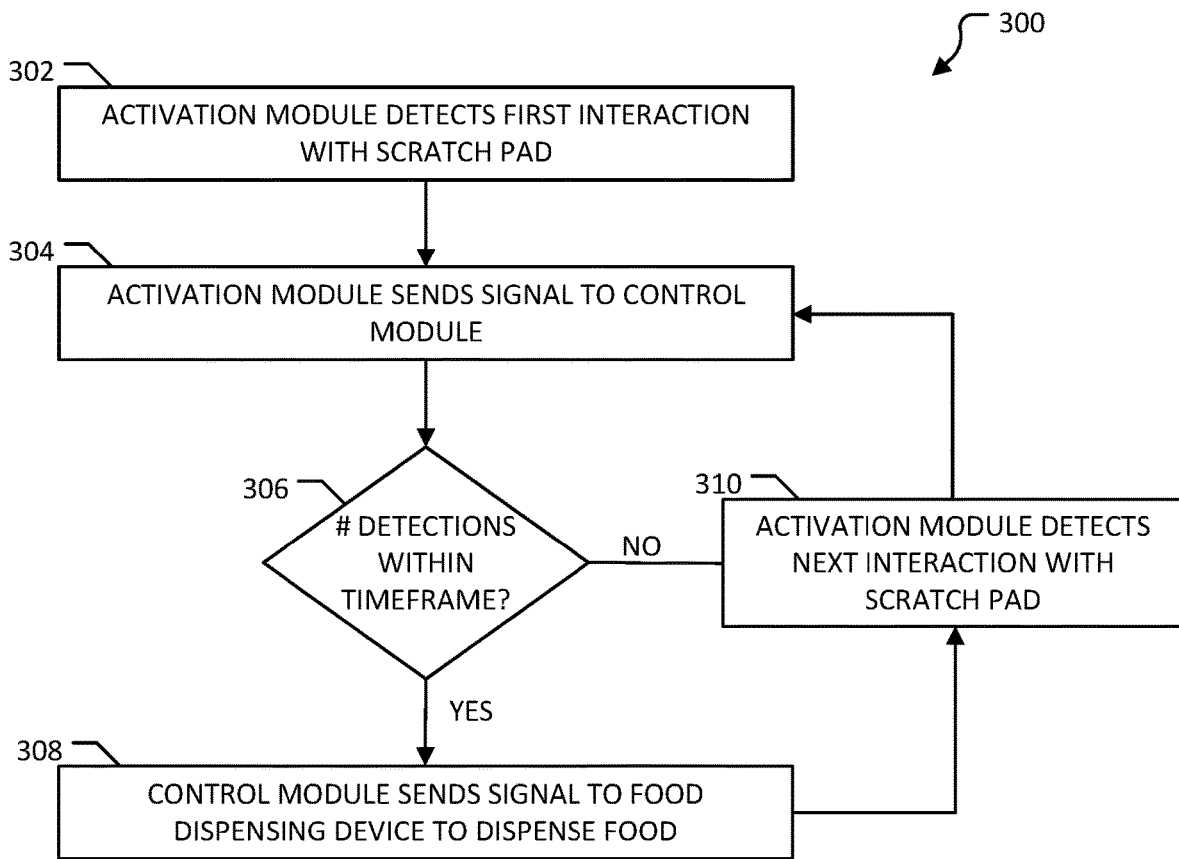 300
302
ACTIVATION MODULE DETECTS FIRST INTERACTION
WITH SCRATCH PAD
304
ACTIVATION MODULE SENDS SIGNAL TO CONTROL
MODULE
306
# DETECTIONS
WITHIN
TIMEFRAME?
NO
310
ACTIVATION MODULE DETECTS
NEXT INTERACTION WITH
SCRATCH PAD
YES
308
CONTROL MODULE SENDS SIGNAL TO FOOD
DISPENSING DEVICE TO DISPENSE FOOD